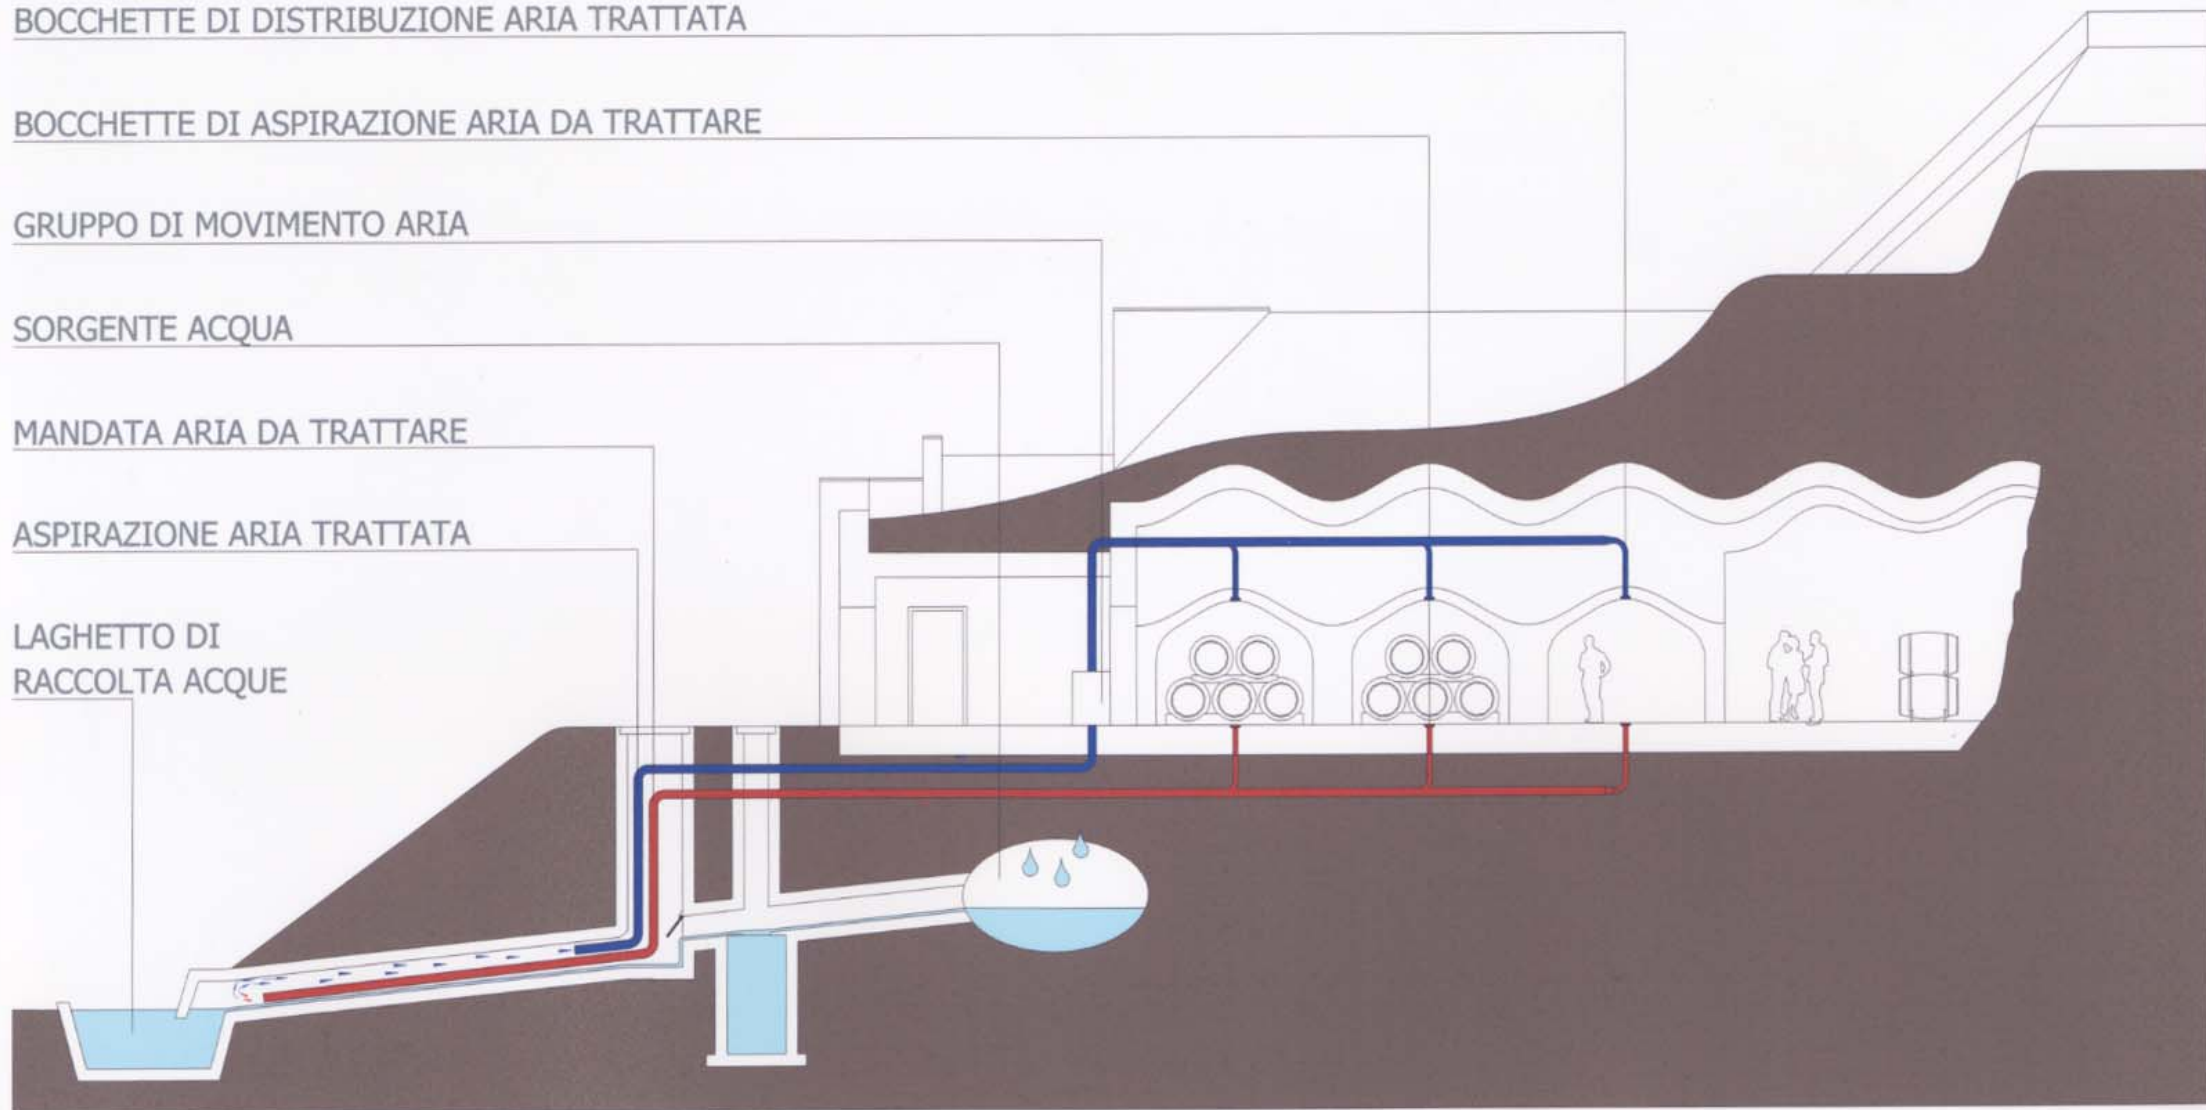 BOCCHETTE DI DISTRIBUZIONE ARIA TRATTATA
BOCCHETTE DI ASPIRAZIONE ARIA DA TRATTARE
GRUPPO DI MOVIMENTO ARIA
SORGENTE ACQUA
MANDATA ARIA DA TRATTARE
ASPIRAZIONE ARIA TRATTATA
LAGHETTO DI
RACCOLTA ACQUE